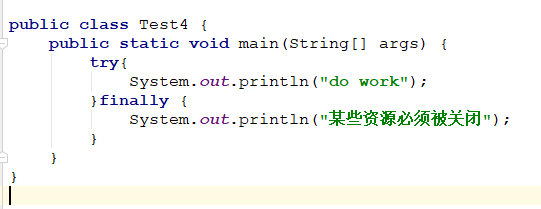 public class Test4 {
    public static void main(String[] args) {
        try{
            System.out.println("do work");
        }finally {
            System.out.println("某些资源必须被关闭");
        }
    }
}